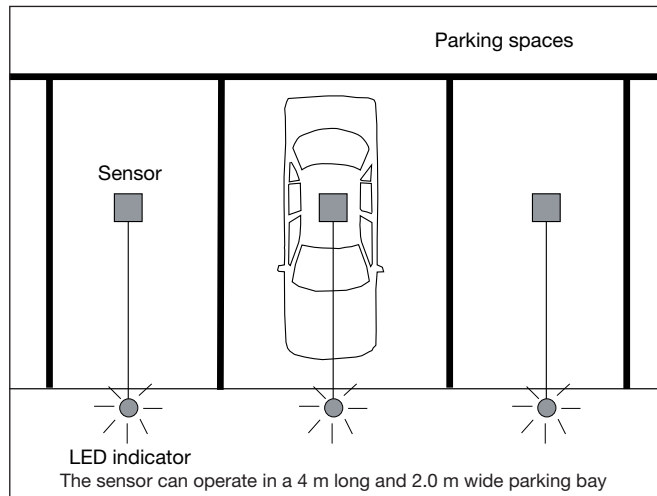 Parking spaces
Sensor
LED indicator
The sensor can operate in a 4 m long and 2.0 m wide parking bay